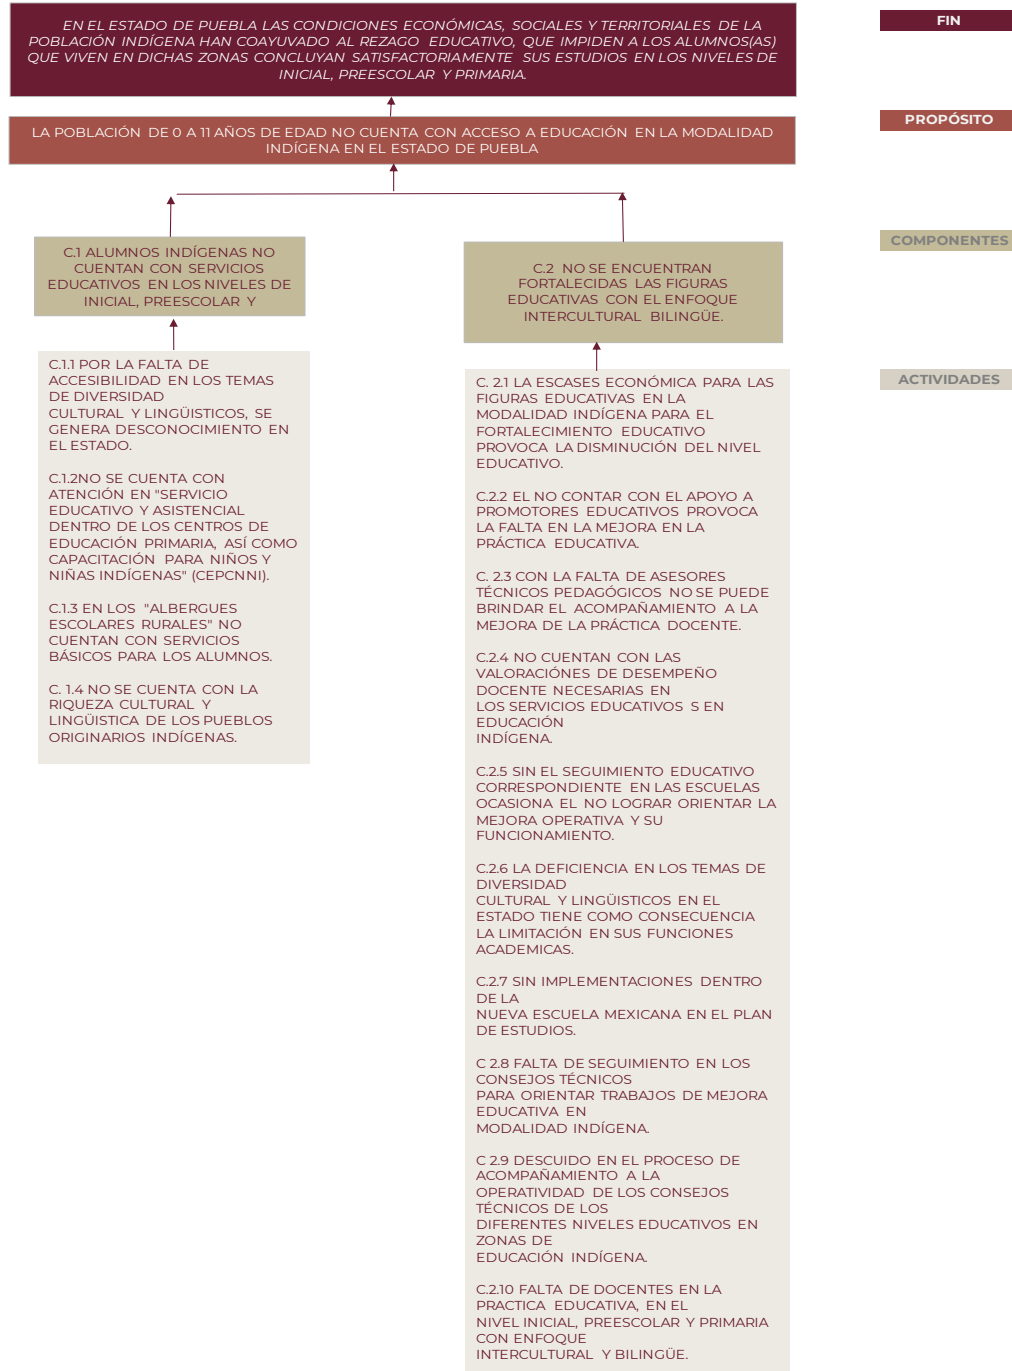 EN EL ESTADO DE PUEBLA LAS CONDICIONES ECONÓMICAS, SOCIALES Y TERRITORIALES DE LA
POBLACIÓN INDÍGENA HAN COAYUVADO AL REZAGO EDUCATIVO, QUE IMPIDEN A LOS ALUMNOS(AS)
QUE VIVEN EN DICHAS ZONAS CONCLUYAN SATISFACTORIAMENTE SUS ESTUDIOS EN LOS NIVELES DE
INICIAL, PREESCOLAR Y PRIMARIA.
FIN
LA POBLACIÓN DE 0 A 11 AÑOS DE EDAD NO CUENTA CON ACCESO A EDUCACIÓN EN LA MODALIDAD
INDÍGENA EN EL ESTADO DE PUEBLA
PROPÓSITO
C.1 ALUMNOS INDÍGENAS NO
CUENTAN CON SERVICIOS
EDUCATIVOS EN LOS NIVELES DE
INICIAL, PREESCOLAR Y
C.2 NO SE ENCUENTRAN
FORTALECIDAS LAS FIGURAS
EDUCATIVAS CON EL ENFOQUE
INTERCULTURAL BILINGÜE.
COMPONENTES
C.1.1 POR LA FALTA DE
ACCESIBILIDAD EN LOS TEMAS
DE DIVERSIDAD
CULTURAL Y LINGÜISTICOS, SE
GENERA DESCONOCIMIENTO EN
EL ESTADO.
C.1.2NO SE CUENTA CON
ATENCIÓN EN "SERVICIO
EDUCATIVO Y ASISTENCIAL
DENTRO DE LOS CENTROS DE
EDUCACIÓN PRIMARIA, ASÍ COMO
CAPACITACIÓN PARA NIÑOS Y
NIÑAS INDÍGENAS" (CEPCNNI).
C.1.3 EN LOS "ALBERGUES
ESCOLARES RURALES" NO
CUENTAN CON SERVICIOS
BÁSICOS PARA LOS ALUMNOS.
C. 1.4 NO SE CUENTA CON LA
RIQUEZA CULTURAL Y
LINGÜISTICA DE LOS PUEBLOS
ORIGINARIOS INDÍGENAS.
C. 2.1 LA ESCASES ECONÓMICA PARA LAS
FIGURAS EDUCATIVAS EN LA
MODALIDAD INDÍGENA PARA EL
FORTALECIMIENTO EDUCATIVO
PROVOCA LA DISMINUCIÓN DEL NIVEL
EDUCATIVO.
C.2.2 EL NO CONTAR CON EL APOYO A
PROMOTORES EDUCATIVOS PROVOCA
LA FALTA EN LA MEJORA EN LA
PRÁCTICA EDUCATIVA.
C. 2.3 CON LA FALTA DE ASESORES
TÉCNICOS PEDAGÓGICOS NO SE PUEDE
BRINDAR EL ACOMPAÑAMIENTO A LA
MEJORA DE LA PRÁCTICA DOCENTE.
C.2.4 NO CUENTAN CON LAS
VALORACIÓNES DE DESEMPEÑO
DOCENTE NECESARIAS EN
LOS SERVICIOS EDUCATIVOS S EN
EDUCACIÓN
INDÍGENA.
C.2.5 SIN EL SEGUIMIENTO EDUCATIVO
CORRESPONDIENTE EN LAS ESCUELAS
OCASIONA EL NO LOGRAR ORIENTAR LA
MEJORA OPERATIVA Y SU
FUNCIONAMIENTO.
C.2.6 LA DEFICIENCIA EN LOS TEMAS DE
DIVERSIDAD
CULTURAL Y LINGÜISTICOS EN EL
ESTADO TIENE COMO CONSECUENCIA
LA LIMITACIÓN EN SUS FUNCIONES
ACADEMICAS.
C.2.7 SIN IMPLEMENTACIONES DENTRO
DE LA
NUEVA ESCUELA MEXICANA EN EL PLAN
DE ESTUDIOS.
C 2.8 FALTA DE SEGUIMIENTO EN LOS
CONSEJOS TÉCNICOS
PARA ORIENTAR TRABAJOS DE MEJORA
EDUCATIVA EN
MODALIDAD INDÍGENA.
C 2.9 DESCUIDO EN EL PROCESO DE
ACOMPAÑAMIENTO A LA
OPERATIVIDAD DE LOS CONSEJOS
TÉCNICOS DE LOS
DIFERENTES NIVELES EDUCATIVOS EN
ZONAS DE
EDUCACIÓN INDÍGENA.
C.2.10 FALTA DE DOCENTES EN LA
PRACTICA EDUCATIVA, EN EL
NIVEL INICIAL, PREESCOLAR Y PRIMARIA
CON ENFOQUE
INTERCULTURAL Y BILINGÜE.
ACTIVIDADES